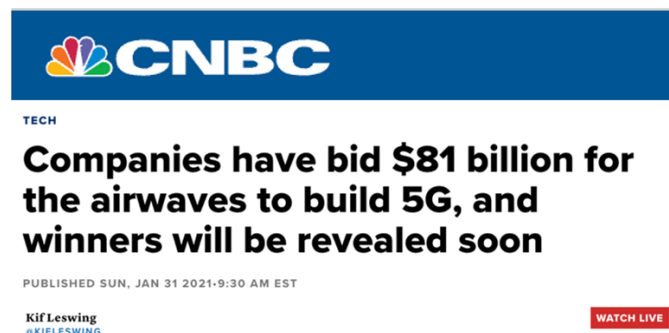 CNBC
TECH
Companies have bid $81 billion for
the airwaves to build 5G, and
winners will be revealed soon
PUBLISHED SUN, JAN 31 2021•9:30 AM EST
Kif Leswing
@KIFLESWING
WATCH LIVE